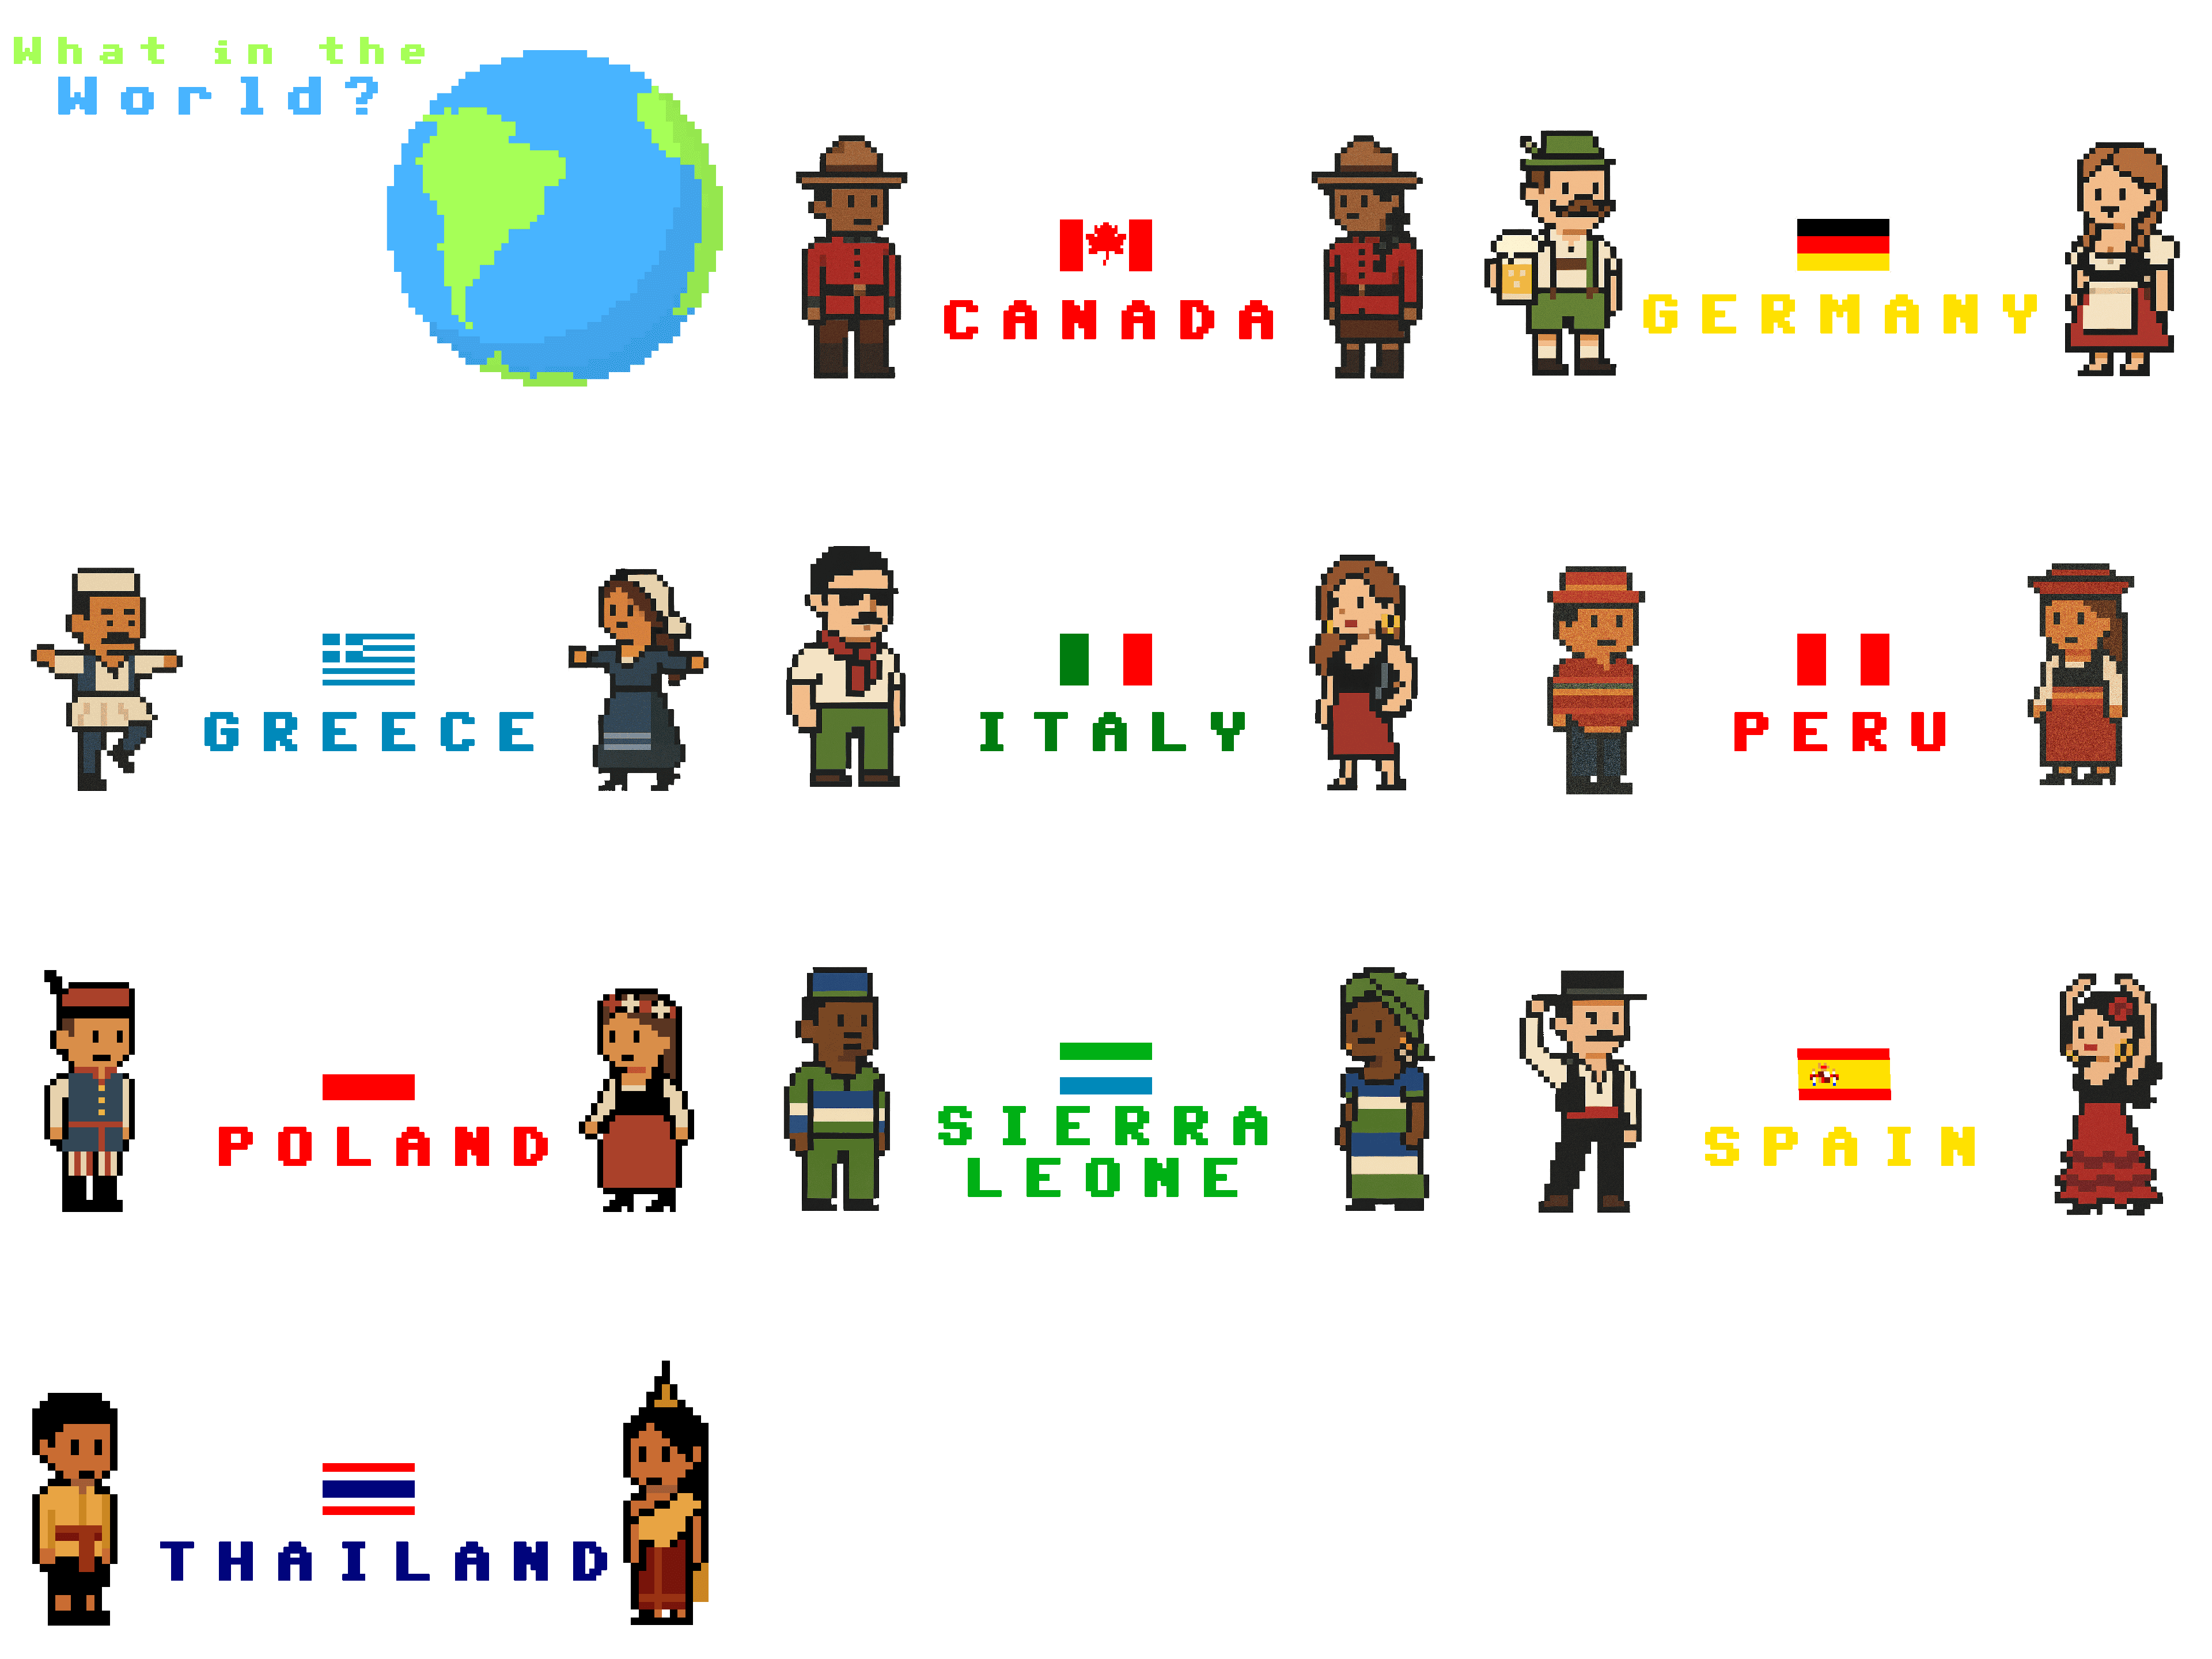 What in the
World?
CANADA
GERMANY
GREECE
ITALY
PERU
POLAND
SIERRA
LEONE
SPAIN
THAILAND